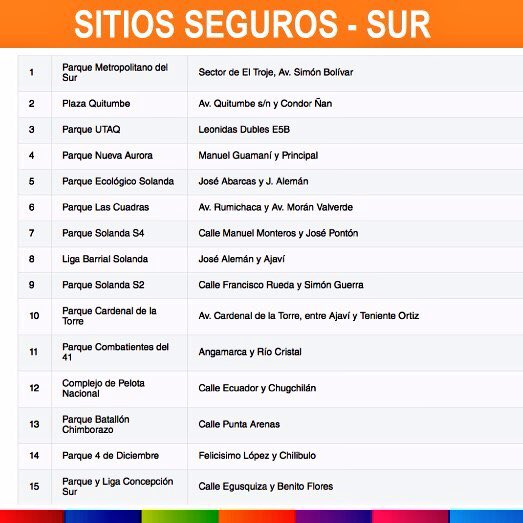 SITIOS SEGUROS - SUR
1 Parque Metropolitano del Sur Sector de El Troje, Av. Simón Bolívar
2 Plaza Quitumbe Av. Quitumbe s/n y Condor Ñan
3 Parque UTAQ Leonidas Dubles E5B
4 Parque Nueva Aurora Manuel Guamaní y Principal
5 Parque Ecológico Solanda José Abarcas y J. Alemán
6 Parque Las Cuadras Av. Rumichaca y Av. Morán Valverde
7 Parque Solanda S4 Calle Manuel Monteros y José Pontón
8 Liga Barrial Solanda José Alemán y Ajaví
9 Parque Solanda S2 Calle Francisco Rueda y Simón Guerra
10 Parque Cardenal de la Torre Av. Cardenal de la Torre, entre Ajaví y Teniente Ortiz
11 Parque Combatientes del 41 Angamarca y Río Cristal
12 Complejo de Pelota Nacional Calle Ecuador y Chugchilán
13 Parque Batallón Chimborazo Calle Punta Arenas
14 Parque 4 de Diciembre Felicisimo López y Chilibulo
15 Parque y Liga Concepción Sur Calle Egusquiza y Benito Flores